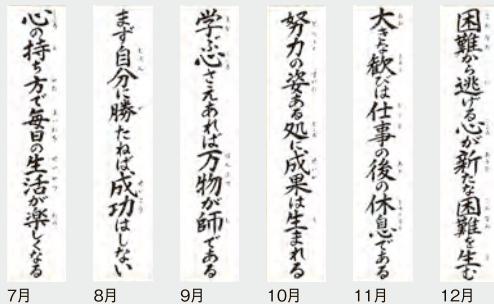 心の持ち方で毎日の生活が楽しくなる
7月
まず自分に勝たねば成功はしない
8月
学ぶ心さえあれば万物が師である
9月
努力の姿ある処に成果は生まれる
10月
大きな歓びは仕事の後の休息である
11月
困難から逃げる心が新たな困難を生む
12月